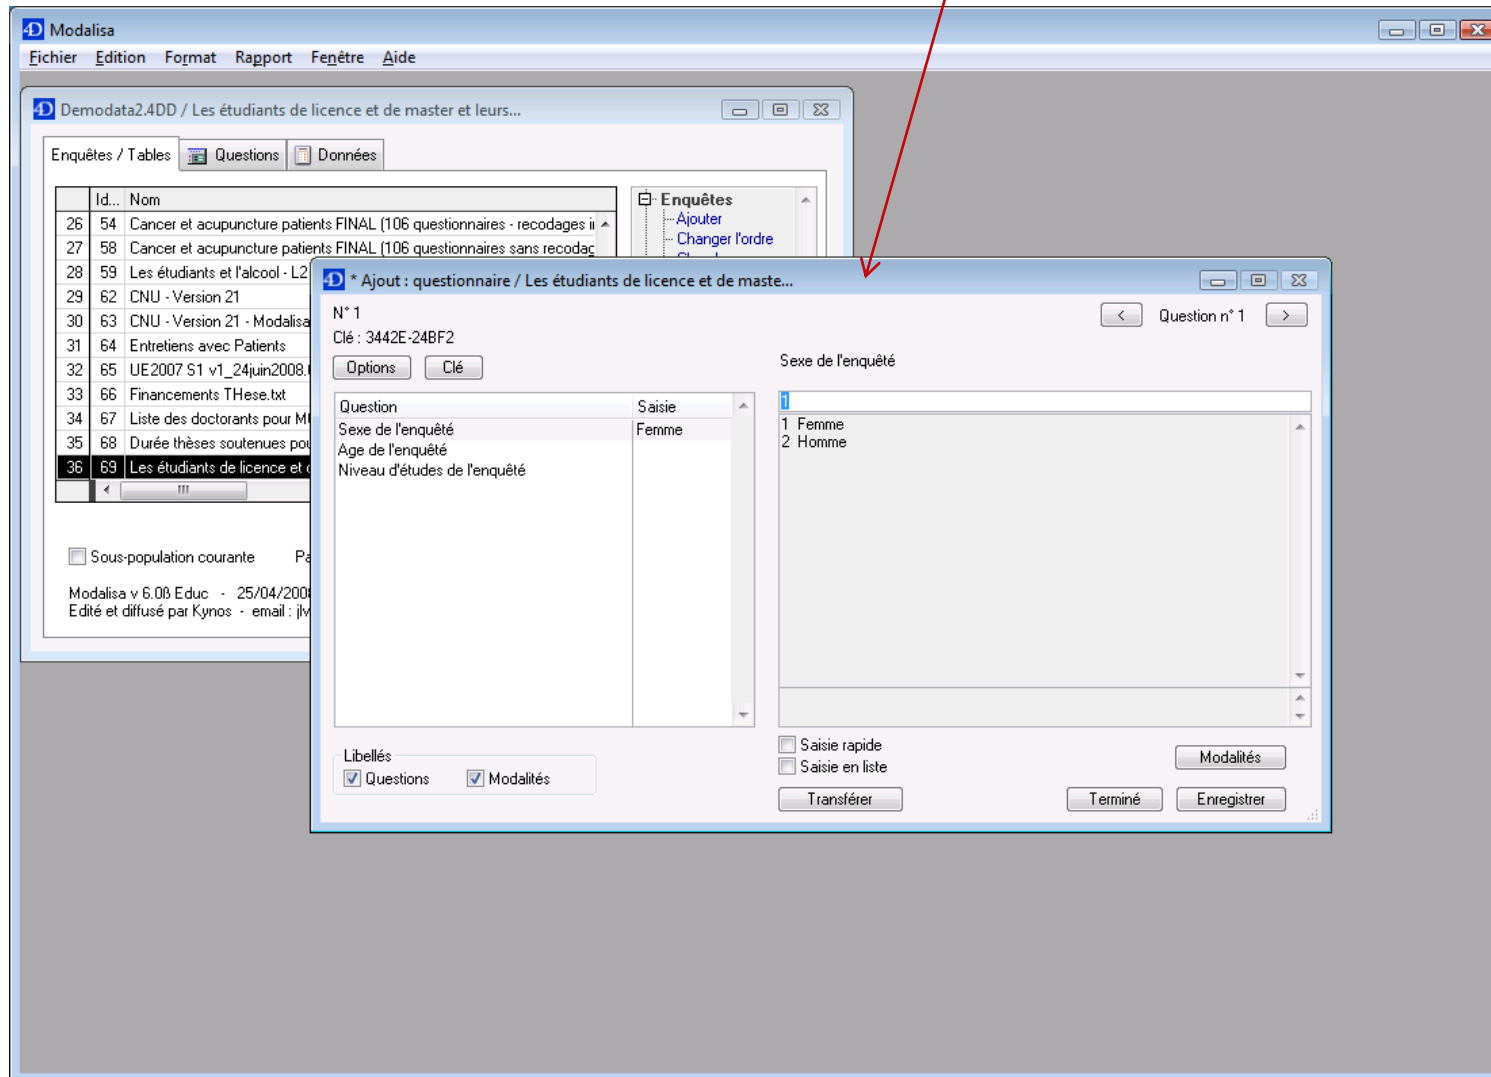 Modalisa
Fichier Edition Format Rapport Fenêtre Aide
Demodata2.4DD / Les étudiants de licence et de master et leurs...
Enquêtes / Tables Questions Données
Id... Nom
26 54 Cancer et acupuncture patients FINAL (106 questionnaires - recodages
27 58 Cancer et acupuncture patients FINAL (106 questionnaires sans recodag
28 59 Les étudiants et l'alcool - L2
29 62 CNU - Version 21
30 63 CNU - Version 21 - Modalisa
31 64 Entretiens avec Patients
32 65 UE2007 S1 v1_24juin2008.
33 66 Financements THese.txt
34 67 Liste des doctorants pour
35 68 Durée thèses soutenues pou
36 69 Les étudiants de licence et
Enquêtes
Ajouter
Changer l'ordre
Sous-population courante
Modalisa v 6.0ß Educ - 25/04/200
Edité et diffusé par Kynos - email : jlv
* Ajout : questionnaire / Les étudiants de licence et de maste...
N° 1
Clé : 3442E-24BF2
Options Clé
< Question n° 1 >
Question Saisie
Sexe de l'enquêté Femme
Age de l'enquêté
Niveau d'études de l'enquêté
Libellés
Questions Modalités
Sexe de l'enquêté
1
1 Femme
2 Homme
Saisie rapide
Saisie en liste
Modalités
Transférer Terminé Enregistrer